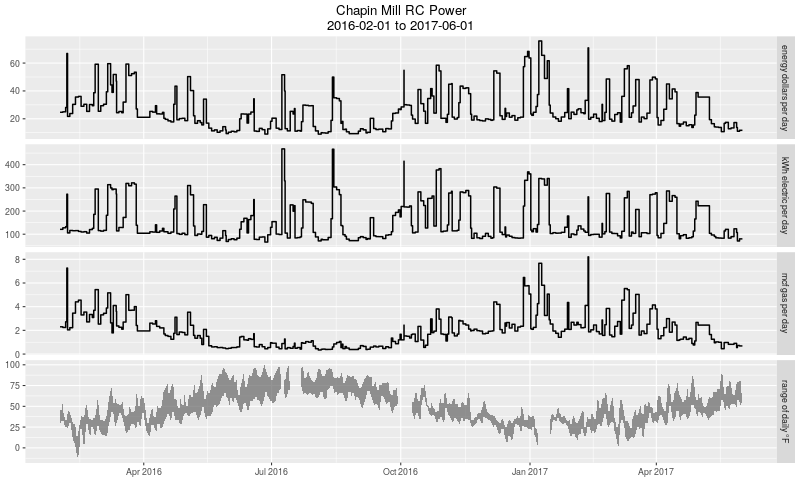 Chapin Mill RC Power
2016-02-01 to 2017-06-01
60
40
20
energy dollars per day
400
300
200
100
kWh electric per day
8
6
4
2
0
mcf gas per day
100
75
50
25
0
range of daily °F
Apr 2016
Jul 2016
Oct 2016
Jan 2017
Apr 2017